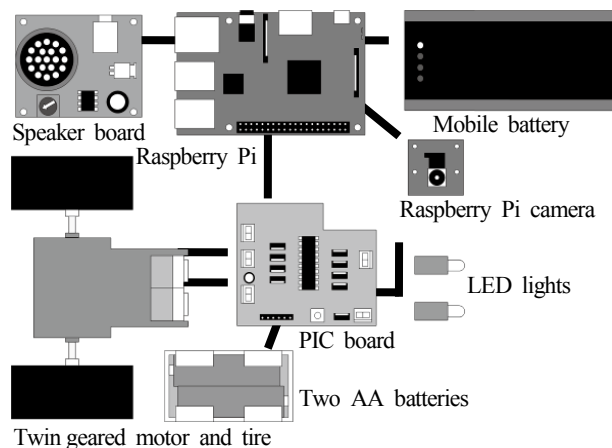 Speaker board
Raspberry Pi
Mobile battery
Raspberry Pi camera
LED lights
PIC board
Two AA batteries
Twin geared motor and tire